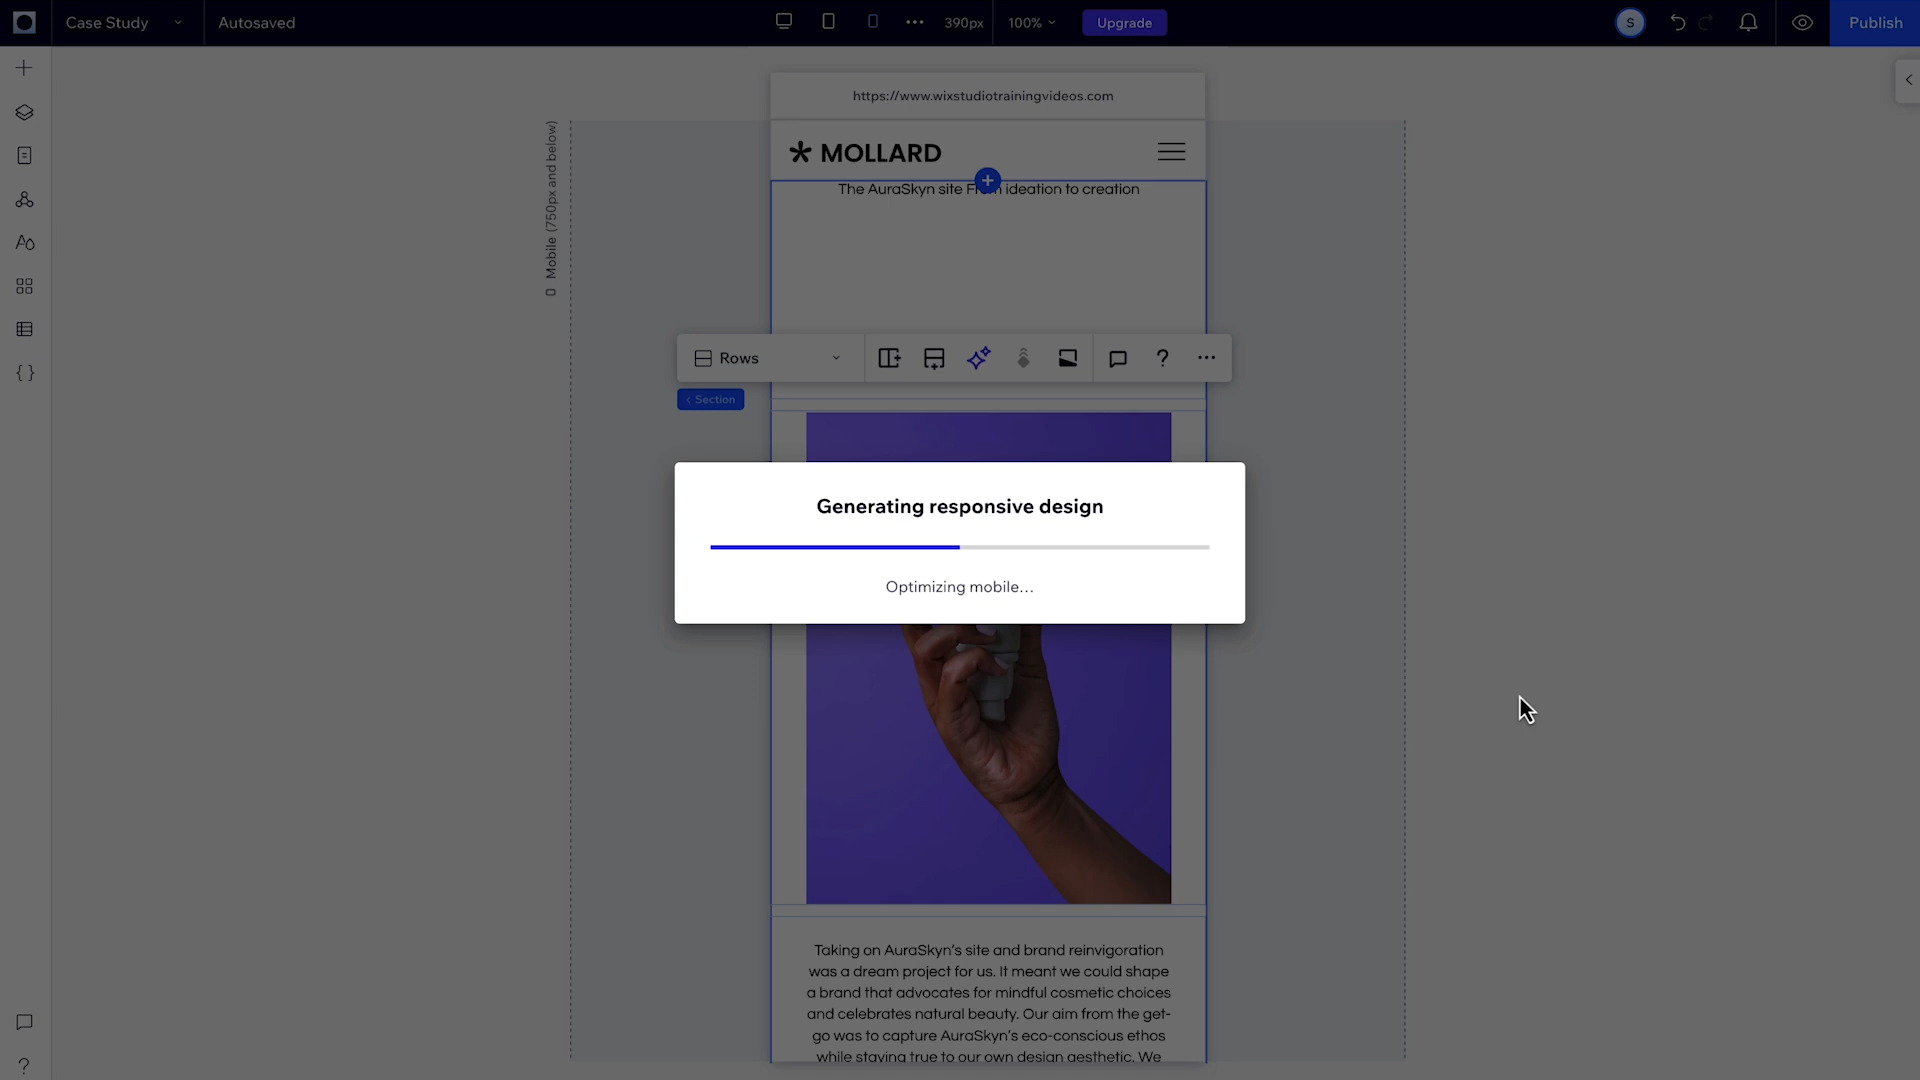 Case Study
Autosaved
390px
100%
Upgrade
S
Publish
https://www.wixstudiotrainingvideos.com
Mobile (750px and below)
MOLLARD
The AuraSkyn site From ideation to creation
Rows
< Section
Generating responsive design
Optimizing mobile...
Taking on AuraSkyn's site and brand reinvigoration
was a dream project for us. It meant we could shape
a brand that advocates for mindful cosmetic choices
and celebrates natural beauty. Our aim from the get-
go was to capture AuraSkyn's eco-conscious ethos
while staying true to our own design aesthetic. We